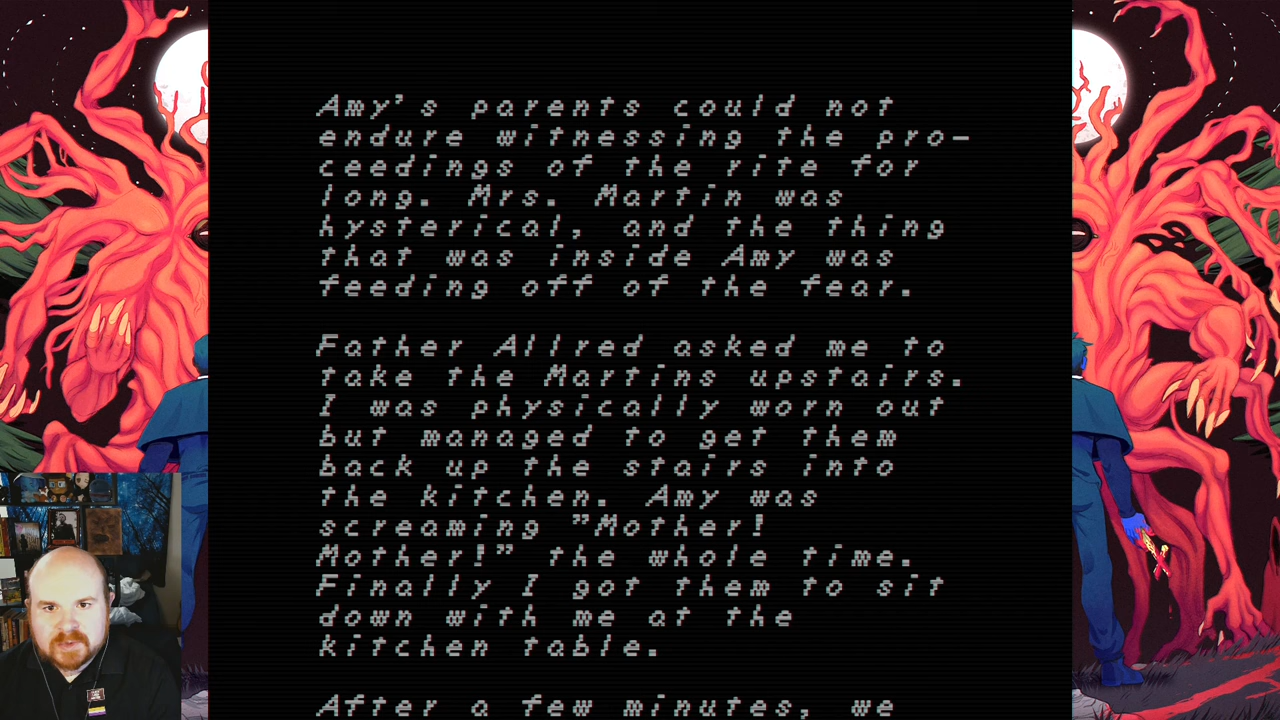 Amy's parents could not
endure witnessing the pro-
ceedings of the rite for
long. Mrs. Martin was
hysterical, and the thing
that was inside Amy was
feeding off of the fear.
Father Allred asked me to
take the Martins upstairs.
I was physically worn out
but managed to get them
back up the stairs into
the kitchen. Amy was
screaming "Mother!
Mother!" the whole time.
Finally I got them to sit
down with me at the
kitchen table.
After a few minutes, we